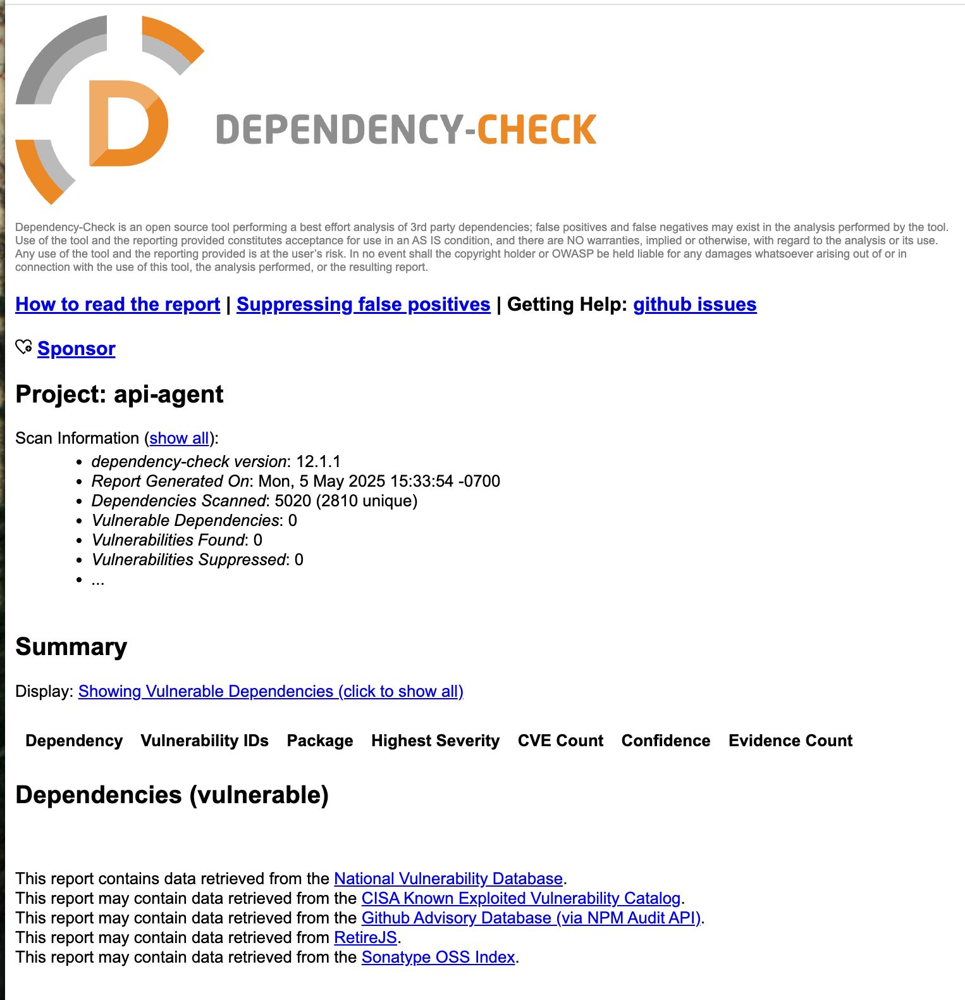 D
DEPENDENCY-CHECK
Dependency-Check is an open source tool performing a best effort analysis of 3rd party dependencies; false positives and false negatives may exist in the analysis performed by the tool.
Use of the tool and the reporting provided constitutes acceptance for use in an AS IS condition, and there are NO warranties, implied or otherwise, with regard to the analysis or its use.
Any use of the tool and the reporting provided is at the user’s risk. In no event shall the copyright holder or OWASP be held liable for any damages whatsoever arising out of or in
connection with the use of this tool, the analysis performed, or the resulting report.
How to read the report | Suppressing false positives | Getting Help: github issues
Sponsor
Project: api-agent
Scan Information (show all):
• dependency-check version: 12.1.1
• Report Generated On: Mon, 5 May 2025 15:33:54 -0700
• Dependencies Scanned: 5020 (2810 unique)
• Vulnerable Dependencies: 0
• Vulnerabilities Found: 0
• Vulnerabilities Suppressed: 0
• ...
Summary
Display: Showing Vulnerable Dependencies (click to show all)
Dependency Vulnerability IDs Package Highest Severity CVE Count Confidence Evidence Count
Dependencies (vulnerable)
This report contains data retrieved from the National Vulnerability Database.
This report may contain data retrieved from the CISA Known Exploited Vulnerability Catalog.
This report may contain data retrieved from the Github Advisory Database (via NPM Audit API).
This report may contain data retrieved from RetireJS.
This report may contain data retrieved from the Sonatype OSS Index.